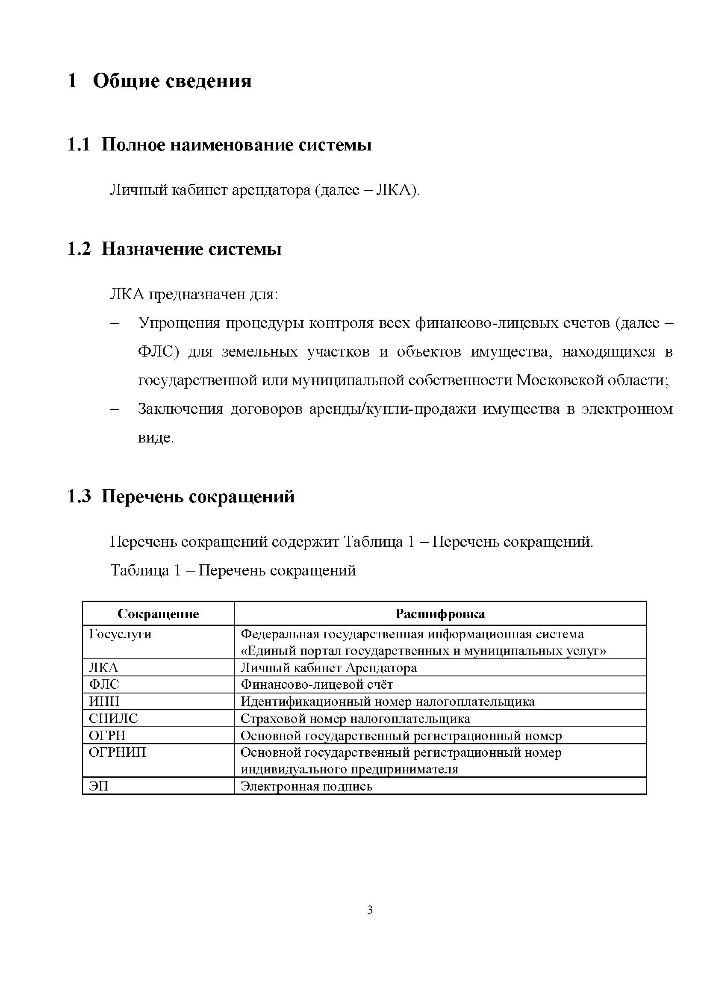 1 Общие сведения
1.1 Полное наименование системы
Личный кабинет арендатора (далее – ЛКА).
1.2 Назначение системы
ЛКА предназначен для:
– Упрощения процедуры контроля всех финансово-лицевых счетов (далее –
ФЛС) для земельных участков и объектов имущества, находящихся в
государственной или муниципальной собственности Московской области;
– Заключения договоров аренды/купли-продажи имущества в электронном
виде.
1.3 Перечень сокращений
Перечень сокращений содержит Таблица 1 – Перечень сокращений.
Таблица 1 – Перечень сокращений
Сокращение Расшифровка
Госуслуги Федеральная государственная информационная система
«Единый портал государственных и муниципальных услуг»
ЛКА Личный кабинет Арендатора
ФЛС Финансово-лицевой счёт
ИНН Идентификационный номер налогоплательщика
СНИЛС Страховой номер налогоплательщика
ОГРН Основной государственный регистрационный номер
ОГРНИП Основной государственный регистрационный номер
индивидуального предпринимателя
ЭП Электронная подпись
3